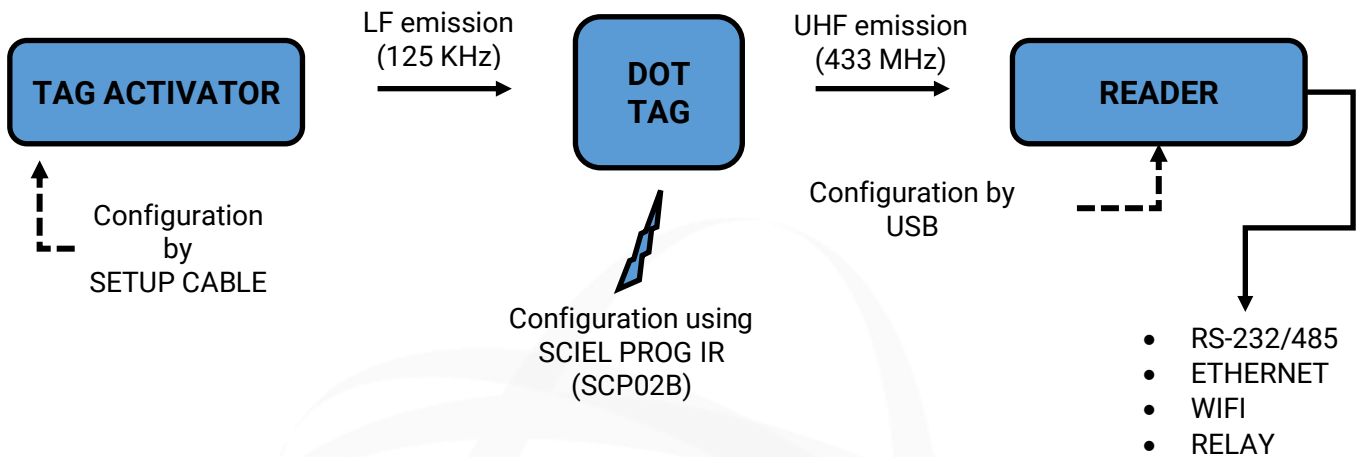 LF emission
(125 KHz)
UHF emission
(433 MHz)
TAG ACTIVATOR
DOT
TAG
READER
Configuration
by
SETUP CABLE
Configuration using
SCIEL PROG IR
(SCP02B)
Configuration by
USB
• RS-232/485
• ETHERNET
• WIFI
• RELAY